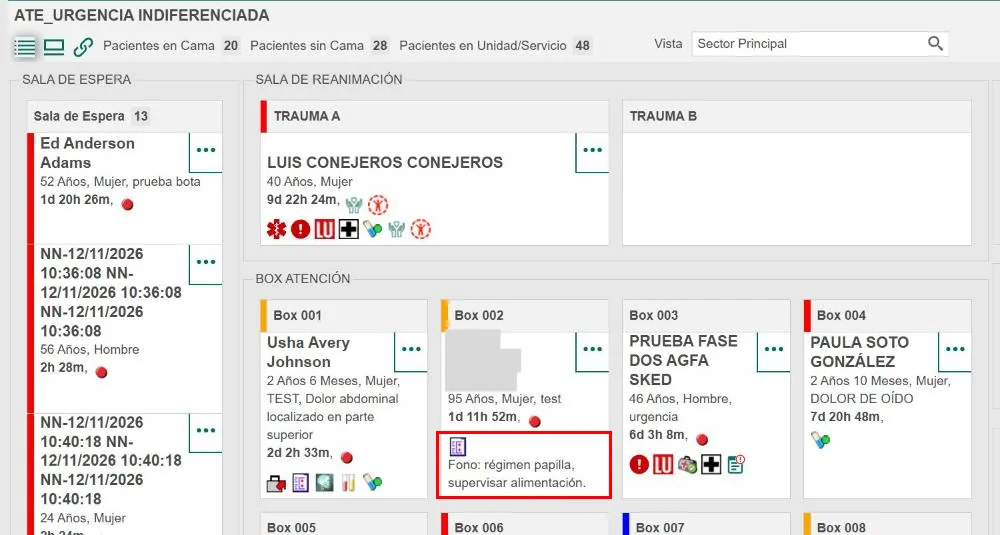 ATE_URGENCIA INDIFERENCIADA
Pacientes en Cama 20 Pacientes sin Cama 28 Pacientes en Unidad/Servicio 48
Vista Sector Principal
SALA DE ESPERA
Sala de Espera 13
Ed Anderson
Adams
52 Años, Mujer, prueba bota
1d 20h 26m,
NN-12/11/2026
10:36:08 NN-
12/11/2026 10:36:08
NN-12/11/2026
10:36:08
56 Años, Hombre
2h 28m,
NN-12/11/2026
10:40:18 NN-
12/11/2026 10:40:18
NN-12/11/2026
10:40:18
24 Años, Mujer
2h 24m,
SALA DE REANIMACIÓN
TRAUMA A
LUIS CONEJEROS CONEJEROS
40 Años, Mujer
9d 22h 24m,
LU
TRAUMA B
BOX ATENCIÓN
Box 001
Usha Avery
Johnson
2 Años 6 Meses, Mujer,
TEST, Dolor abdominal
localizado en parte
superior
2d 2h 33m,
Box 002
95 Años, Mujer, test
1d 11h 52m,
Fono: régimen papilla,
supervisar alimentación.
Box 003
PRUEBA FASE
DOS AGFA
SKED
46 Años, Hombre,
urgencia
6d 3h 8m,
LU
Box 004
PAULA SOTO
GONZÁLEZ
2 Años 10 Meses, Mujer,
DOLOR DE OÍDO
7d 20h 48m,
Box 005
Box 006
Box 007
Box 008